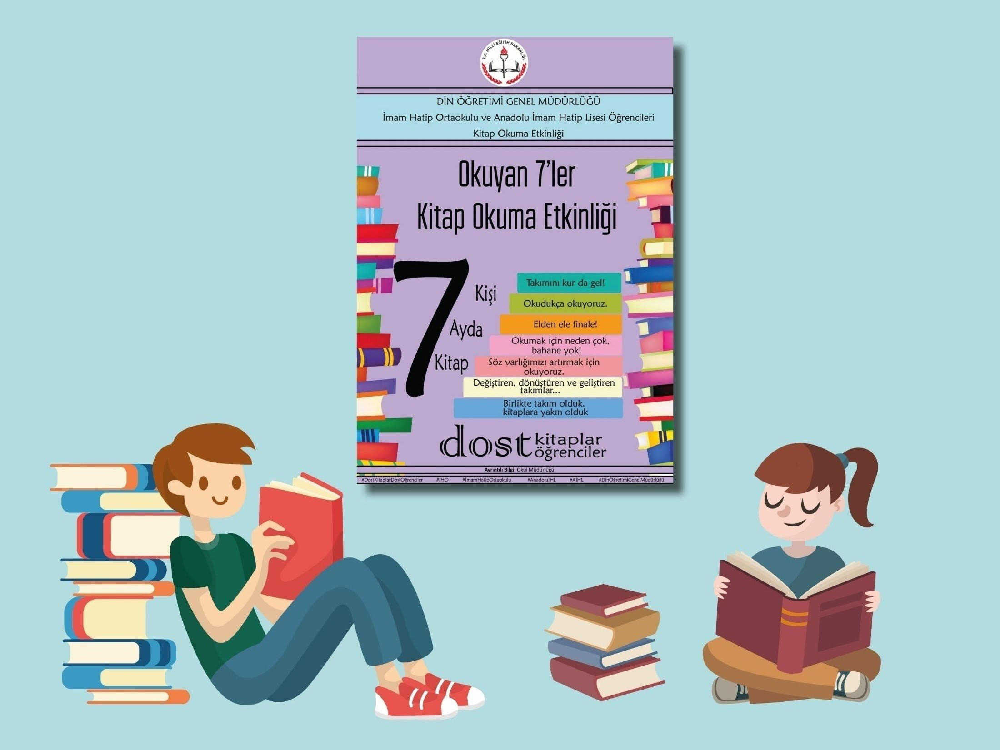 T.C. MİLLİ EĞİTİM BAKANLIĞI
DİN ÖĞRETİMİ GENEL MÜDÜRLÜĞÜ
İmam Hatip Ortaokulu ve Anadolu İmam Hatip Lisesi Öğrencileri
Kitap Okuma Etkinliği
Okuyan 7'ler
Kitap Okuma Etkinliği
7
Kişi
Ayda
Kitap
Takımını kur da gel!
Okudukça okuyoruz.
Elden ele finale!
Okumak için neden çok,
bahane yok!
Söz varlığımızı artırmak için
okuyoruz.
Değiştiren, dönüştüren ve geliştiren
takımlar...
Birlikte takım olduk,
kitaplara yakın olduk
dost kitaplar
öğrenciler
Ayrıntılı Bilgi: Okul Müdürlüğü
#DostKitaplarDostÖğrenciler #İHO #İmamHatipOrtaokulu #AnadoluİHL #AİHL #DinÖğretimiGenelMüdürlüğü